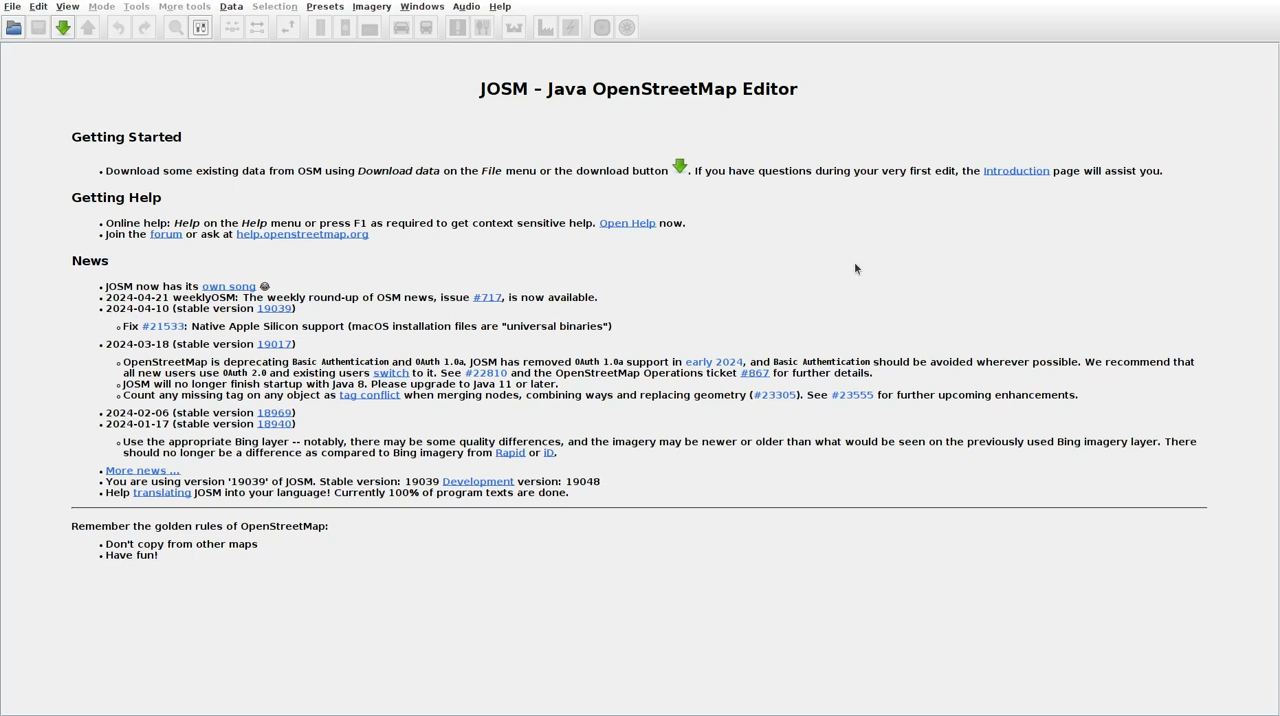 File Edit View Mode Tools More tools Data Selection Presets Imagery Windows Audio Help
JOSM – Java OpenStreetMap Editor
Getting Started
Download some existing data from OSM using Download data on the File menu or the download button . If you have questions during your very first edit, the Introduction page will assist you.
Getting Help
Online help: Help on the Help menu or press F1 as required to get context sensitive help. Open Help now.
Join the forum or ask at help.openstreetmap.org
News
JOSM now has its own song 😂
2024-04-21 weeklyOSM: The weekly round-up of OSM news, issue #717, is now available.
2024-04-10 (stable version 19039)
Fix #21533: Native Apple Silicon support (macOS installation files are "universal binaries")
2024-03-18 (stable version 19017)
OpenStreetMap is deprecating Basic Authentication and OAuth 1.0a. JOSM has removed OAuth 1.0a support in early 2024, and Basic Authentication should be avoided wherever possible. We recommend that
all new users use OAuth 2.0 and existing users switch to it. See #22810 and the OpenStreetMap Operations ticket #867 for further details.
JOSM will no longer finish startup with Java 8. Please upgrade to Java 11 or later.
Count any missing tag on any object as tag conflict when merging nodes, combining ways and replacing geometry (#23305). See #23555 for further upcoming enhancements.
2024-02-06 (stable version 18969)
2024-01-17 (stable version 18940)
Use the appropriate Bing layer -- notably, there may be some quality differences, and the imagery may be newer or older than what would be seen on the previously used Bing imagery layer. There
should no longer be a difference as compared to Bing imagery from Rapid or iD.
More news ...
You are using version '19039' of JOSM. Stable version: 19039 Development version: 19048
Help translating JOSM into your language! Currently 100% of program texts are done.
Remember the golden rules of OpenStreetMap:
Don't copy from other maps
Have fun!